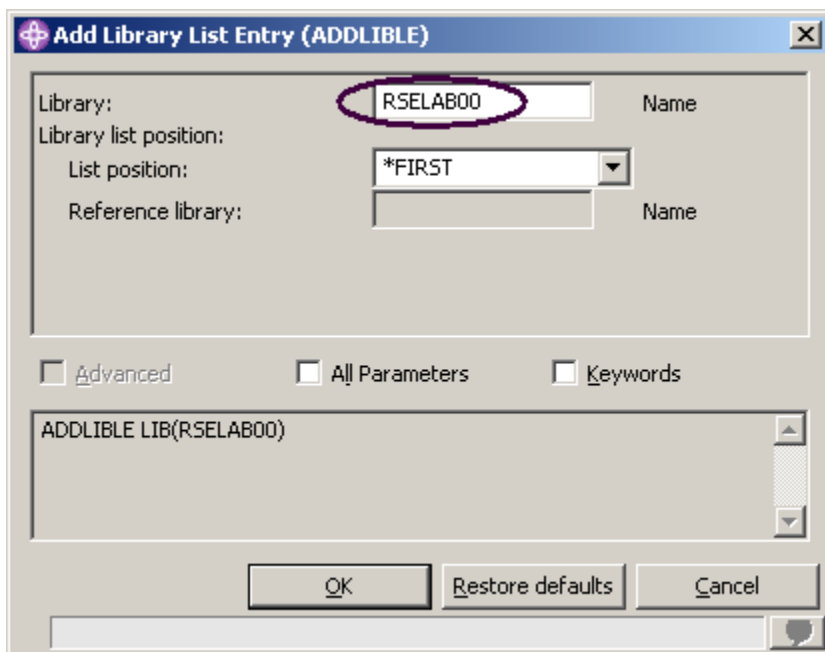 Add Library List Entry (ADDLIBLE)
Library: RSELAB00 Name
Library list position:
List position: *FIRST
Reference library: Name
Advanced All Parameters Keywords
ADDLIBLE LIB(RSELAB00)
OK Restore defaults Cancel